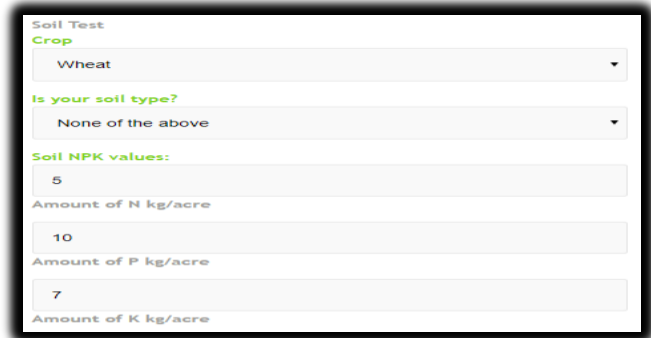 Soil Test
Crop
Wheat
Is your soil type?
None of the above
Soil NPK values:
5
Amount of N kg/acre
10
Amount of P kg/acre
7
Amount of K kg/acre